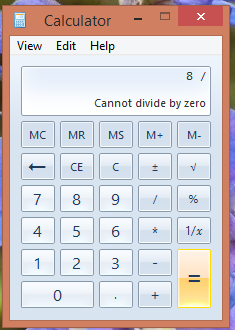 Calculator
View Edit Help
8 /
Cannot divide by zero
MC MR MS M+ M-
← CE C ± √
7 8 9 / %
4 5 6 * 1/x
1 2 3 - =
0 . +